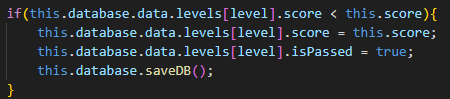 if(this.database.data.levels[level].score < this.score){
    this.database.data.levels[level].score = this.score;
    this.database.data.levels[level].isPassed = true;
    this.database.saveDB();
}